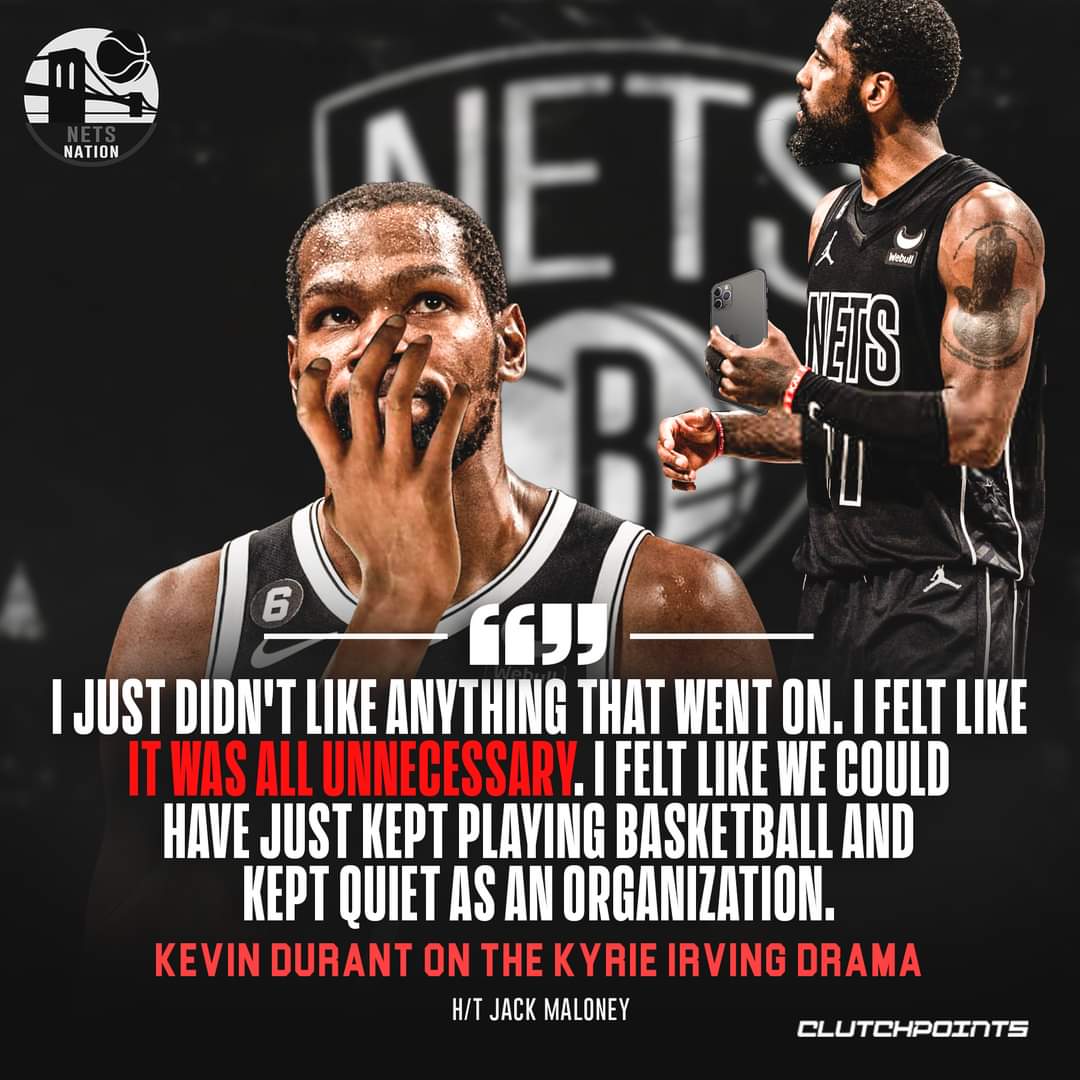 NETS
NATION
NETS
B
Webull
NETS
11
6
Webull
I JUST DIDN'T LIKE ANYTHING THAT WENT ON. I FELT LIKE
IT WAS ALL UNNECESSARY. I FELT LIKE WE COULD
HAVE JUST KEPT PLAYING BASKETBALL AND
KEPT QUIET AS AN ORGANIZATION.
KEVIN DURANT ON THE KYRIE IRVING DRAMA
H/T JACK MALONEY
CLUTCHPOINTS